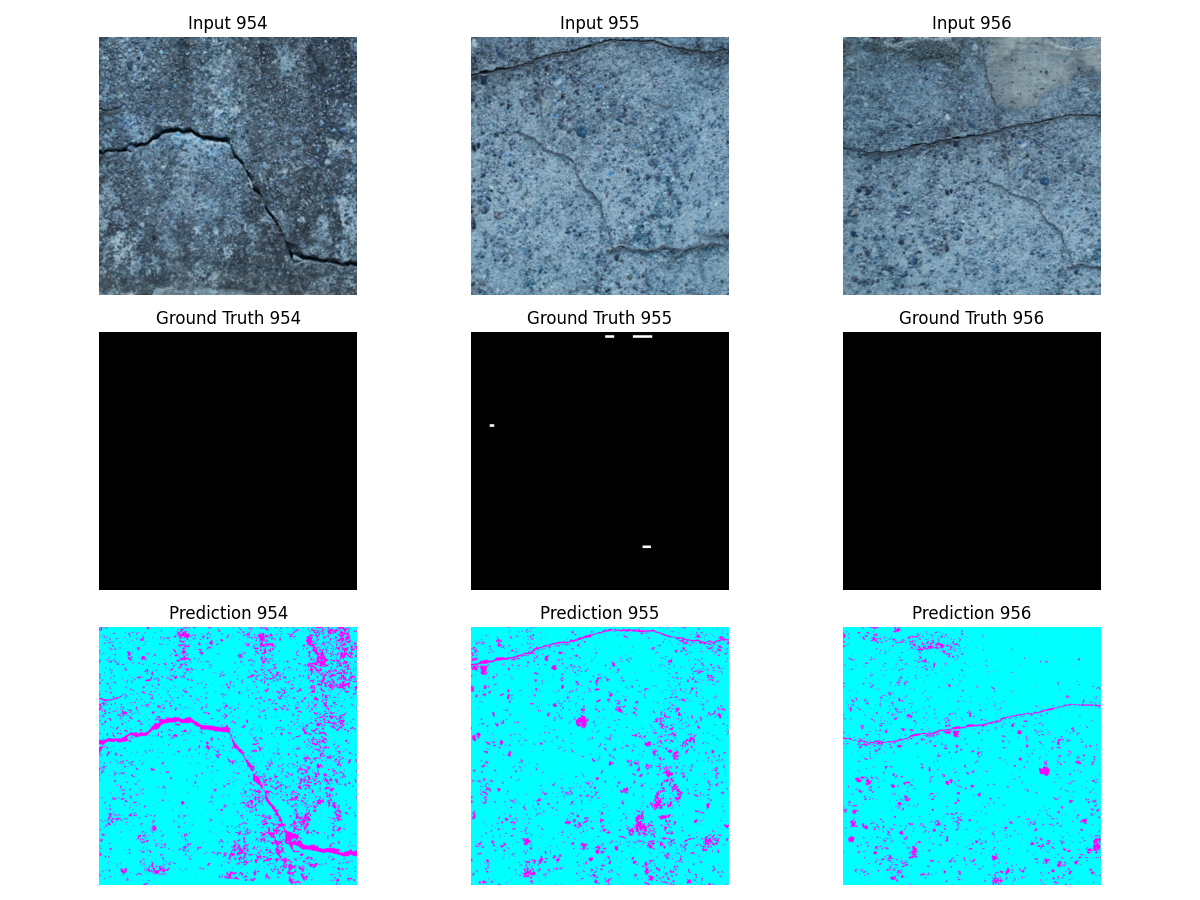 Input 954
Input 955
Input 956
Ground Truth 954
Ground Truth 955
Ground Truth 956
Prediction 954
Prediction 955
Prediction 956